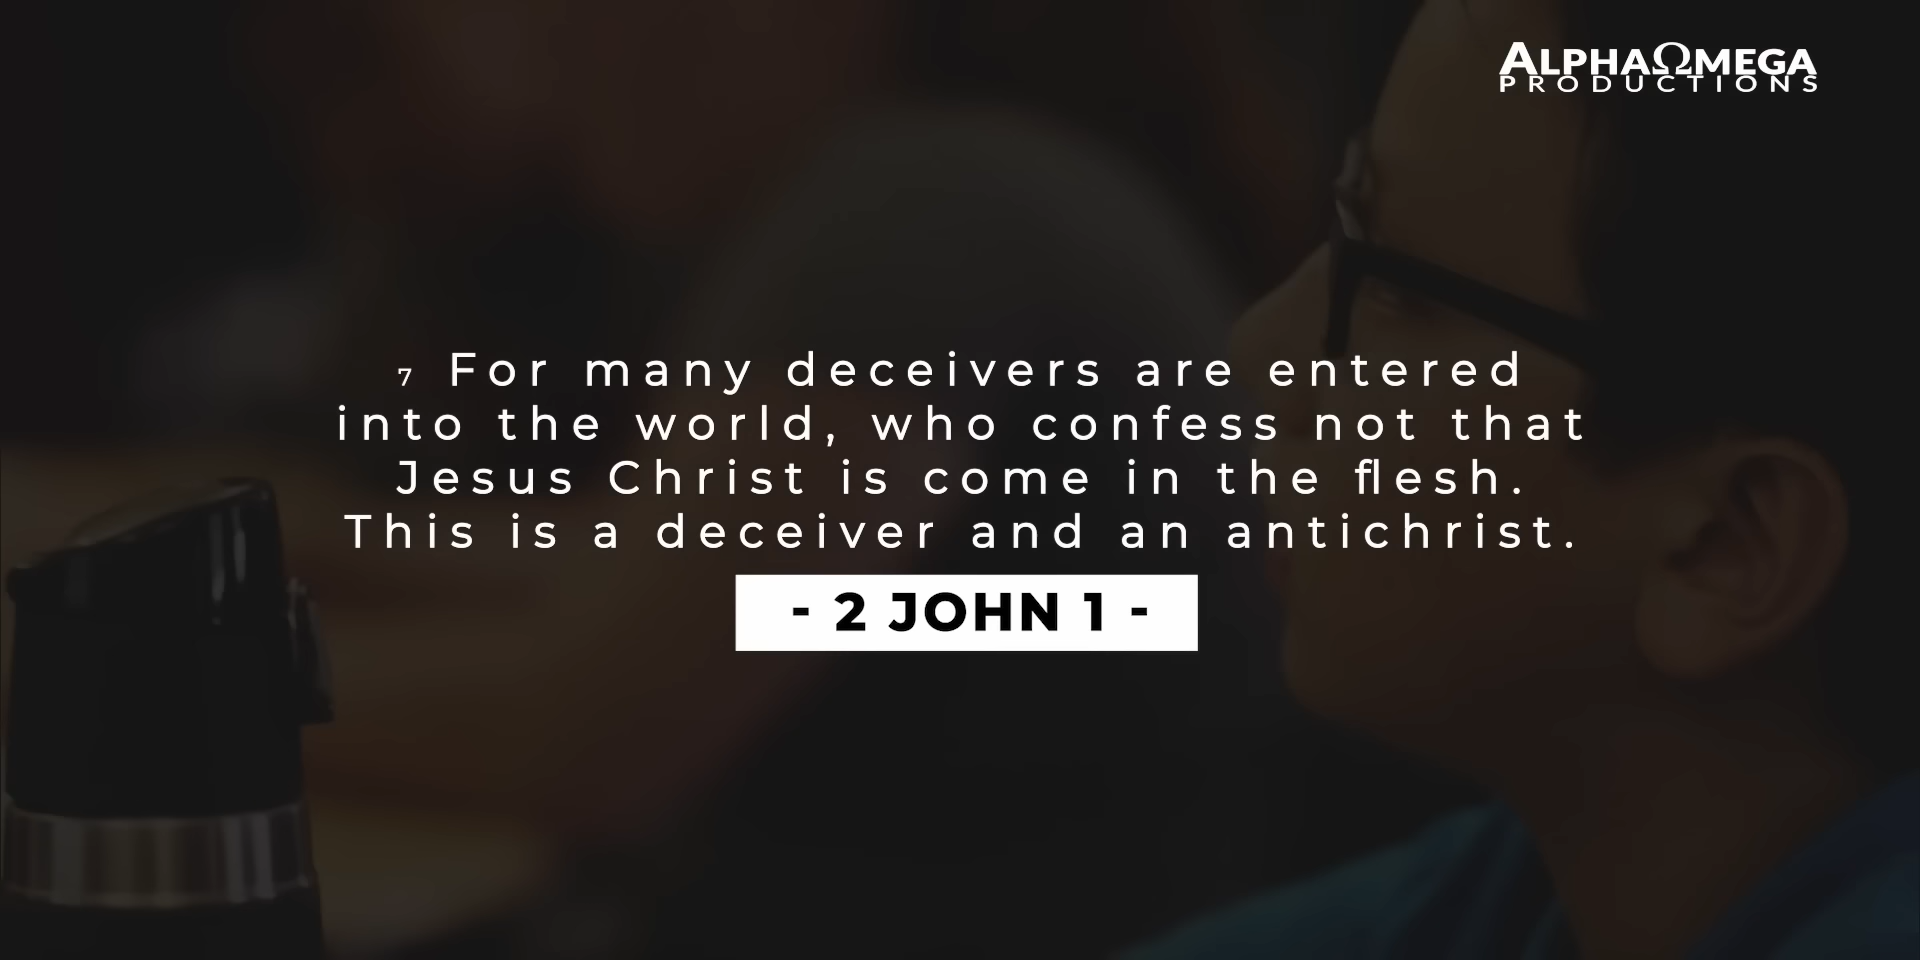 ALPHAΩMEGA
PRODUCTIONS
7 For many deceivers are entered
into the world, who confess not that
Jesus Christ is come in the flesh.
This is a deceiver and an antichrist.
- 2 JOHN 1 -